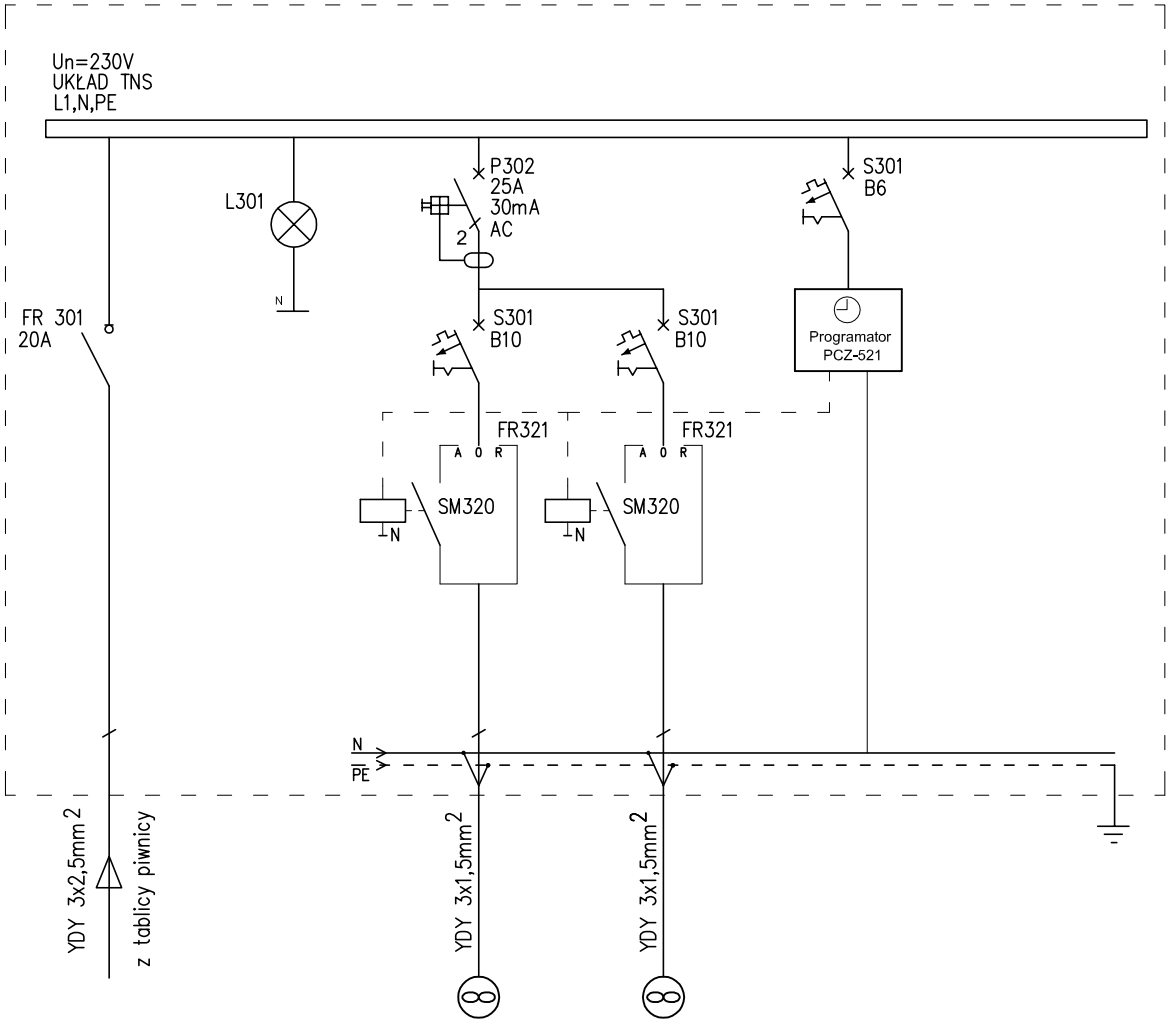 Un=230V
UKŁAD TNS
L1,N,PE
P302
25A
30mA
AC
2
S301
B6
L301
N
FR 301
20A
S301
B10
S301
B10
Programator
PCZ-521
FR321
A 0 R
FR321
A 0 R
SM320
N
SM320
N
N
PE
YDY 3x2,5mm²
z tablicy piwnicy
YDY 3x1,5mm²
YDY 3x1,5mm²